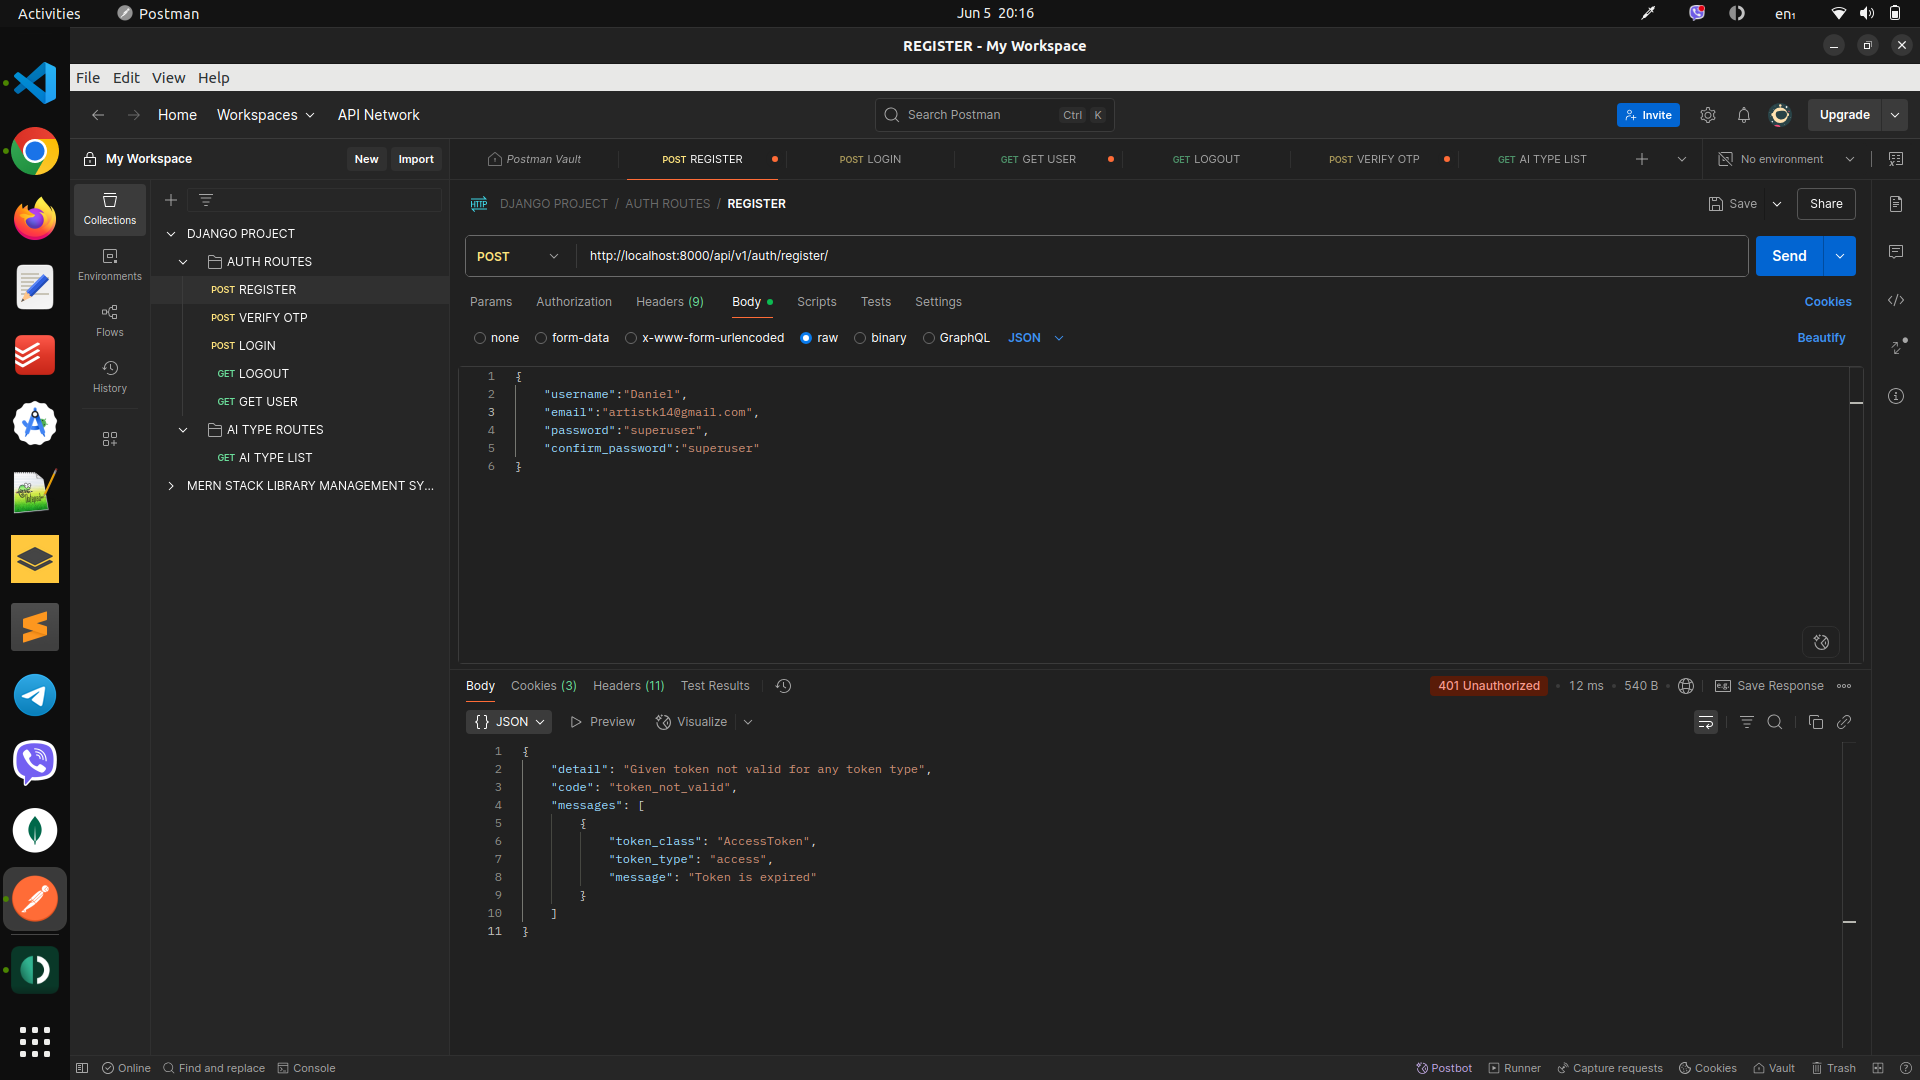 Activities
Postman
Jun 5 20:16
en₁
REGISTER - My Workspace
File Edit View Help
Home Workspaces API Network
Search Postman Ctrl K
Invite
Upgrade
My Workspace New Import
Postman Vault
POST REGISTER
POST LOGIN
GET GET USER
GET LOGOUT
POST VERIFY OTP
GET AI TYPE LIST
No environment
Collections
Environments
Flows
History
DJANGO PROJECT
AUTH ROUTES
POST REGISTER
POST VERIFY OTP
POST LOGIN
GET LOGOUT
GET GET USER
AI TYPE ROUTES
GET AI TYPE LIST
MERN STACK LIBRARY MANAGEMENT SY...
HTTP DJANGO PROJECT / AUTH ROUTES / REGISTER
Save Share
POST http://localhost:8000/api/v1/auth/register/ Send
Params Authorization Headers (9) Body Scripts Tests Settings Cookies
none form-data x-www-form-urlencoded raw binary GraphQL JSON Beautify
1 {
2 "username":"Daniel",
3 "email":"artistk14@gmail.com",
4 "password":"superuser",
5 "confirm_password":"superuser"
6 }
Body Cookies (3) Headers (11) Test Results 401 Unauthorized • 12 ms • 540 B • e.g. Save Response
{} JSON Preview Visualize
1 {
2 "detail": "Given token not valid for any token type",
3 "code": "token_not_valid",
4 "messages": [
5 {
6 "token_class": "AccessToken",
7 "token_type": "access",
8 "message": "Token is expired"
9 }
10 ]
11 }
Online Find and replace Console
Postbot Runner Capture requests Cookies Vault Trash